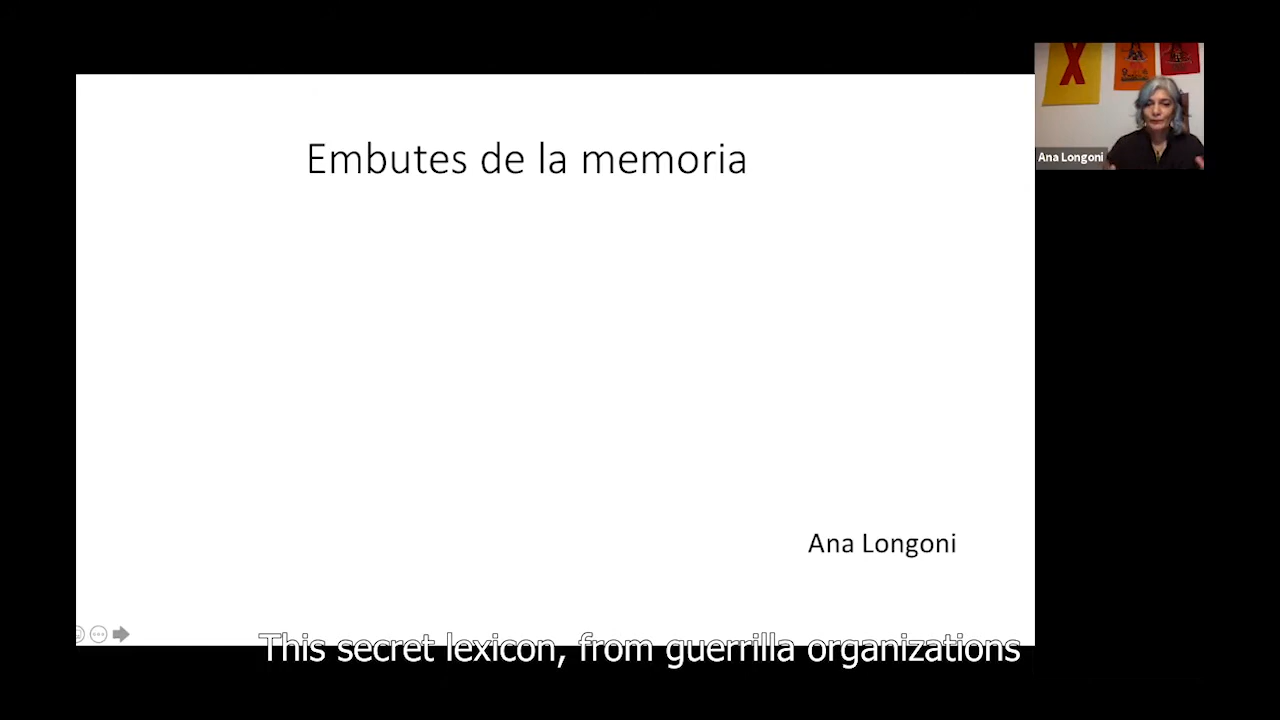 Embutes de la memoria
Ana Longoni
Ana Longoni
This secret lexicon, from guerrilla organizations